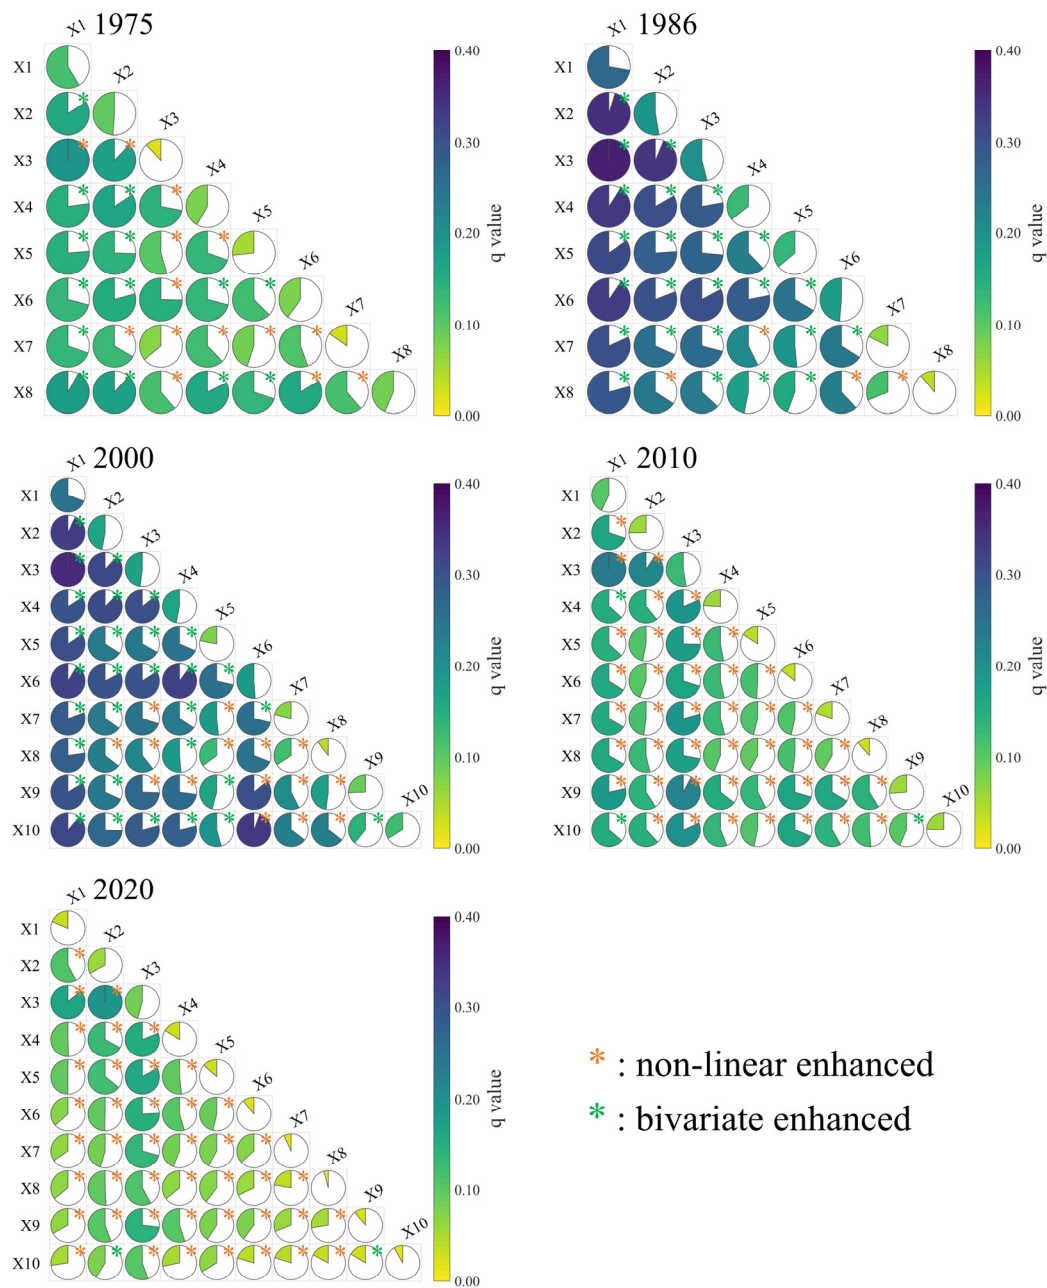 1975
X1
X1
X2
X2
X3
X3
X4
X4
X5
X5
X6
X6
X7
X7
X8
X8
0.40
0.30
0.20
0.10
0.00
q value
1986
X1
X1
X2
X2
X3
X3
X4
X4
X5
X5
X6
X6
X7
X7
X8
X8
0.40
0.30
0.20
0.10
0.00
q value
2000
X1
X1
X2
X2
X3
X3
X4
X4
X5
X5
X6
X6
X7
X7
X8
X8
X9
X9
X10
X10
0.40
0.30
0.20
0.10
0.00
q value
2010
X1
X1
X2
X2
X3
X3
X4
X4
X5
X5
X6
X6
X7
X7
X8
X8
X9
X9
X10
X10
0.40
0.30
0.20
0.10
0.00
q value
2020
X1
X1
X2
X2
X3
X3
X4
X4
X5
X5
X6
X6
X7
X7
X8
X8
X9
X9
X10
X10
0.40
0.30
0.20
0.10
0.00
q value
* : non-linear enhanced
* : bivariate enhanced